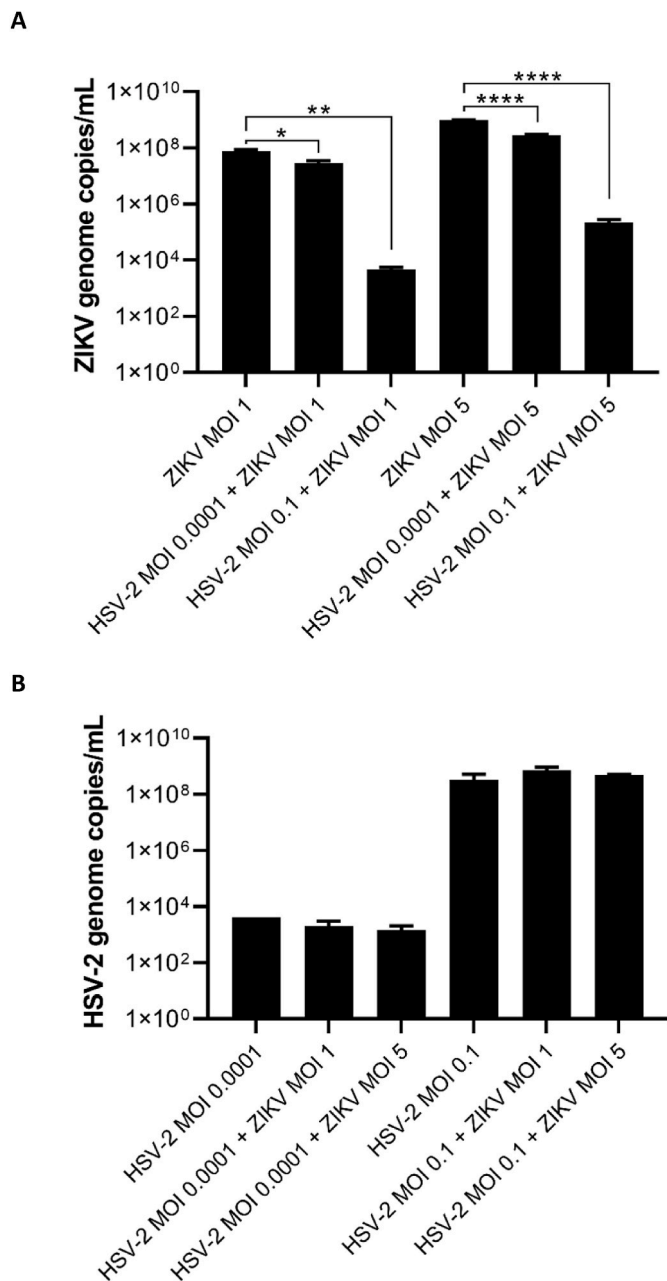 A
ZIKV genome copies/mL
1×10¹⁰
1×10⁸
1×10⁶
1×10⁴
1×10²
1×10⁰
**
*
****
****
ZIKV MOI 1
HSV-2 MOI 0.0001 + ZIKV MOI 1
HSV-2 MOI 0.1 + ZIKV MOI 1
ZIKV MOI 5
HSV-2 MOI 0.0001 + ZIKV MOI 5
HSV-2 MOI 0.1 + ZIKV MOI 5
B
HSV-2 genome copies/mL
1×10¹⁰
1×10⁸
1×10⁶
1×10⁴
1×10²
1×10⁰
HSV-2 MOI 0.0001
HSV-2 MOI 0.0001 + ZIKV MOI 1
HSV-2 MOI 0.0001 + ZIKV MOI 5
HSV-2 MOI 0.1
HSV-2 MOI 0.1 + ZIKV MOI 1
HSV-2 MOI 0.1 + ZIKV MOI 5